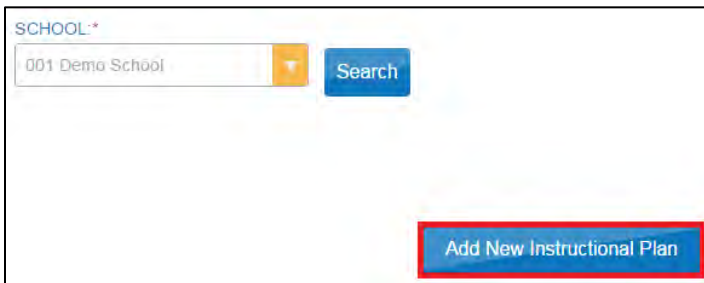 SCHOOL:*
001 Demo School
Search
Add New Instructional Plan